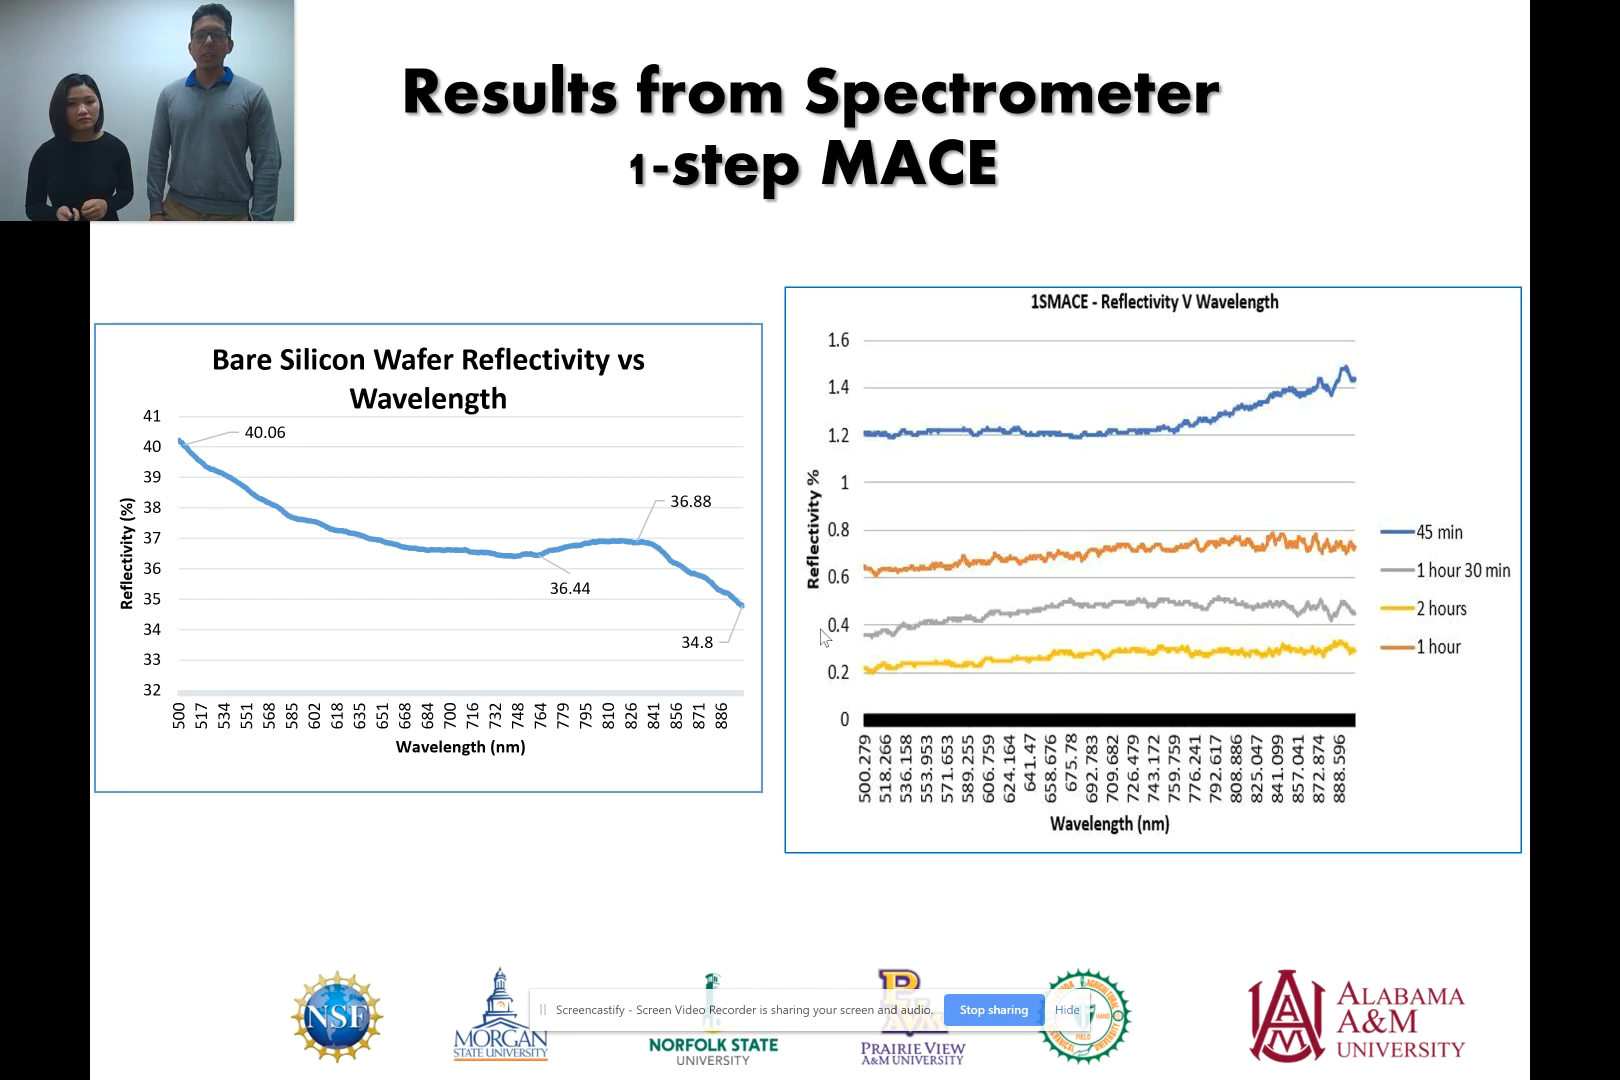 Results from Spectrometer
1-step MACE
Bare Silicon Wafer Reflectivity vs
Wavelength
41
40
39
38
37
36
35
34
33
32
40.06
36.88
36.44
34.8
Reflectivity (%)
500 517 534 551 568 585 602 618 635 651 668 684 700 716 732 748 764 779 795 810 826 841 856 871 886
Wavelength (nm)
1SMACE - Reflectivity V Wavelength
1.6
1.4
1.2
1
0.8
0.6
0.4
0.2
0
Reflectivity %
500.279 518.266 536.158 553.953 571.653 589.255 606.759 624.164 641.47 658.676 675.78 692.783 709.682 726.479 743.172 759.759 776.241 792.617 808.886 825.047 841.099 857.041 872.874 888.596
Wavelength (nm)
45 min
1 hour 30 min
2 hours
1 hour
NSF
MORGAN
STATE UNIVERSITY
NORFOLK STATE
UNIVERSITY
PRAIRIE VIEW
A&M UNIVERSITY
Screencastify - Screen Video Recorder is sharing your screen and audio.
Stop sharing
Hide
ALABAMA
A&M
UNIVERSITY